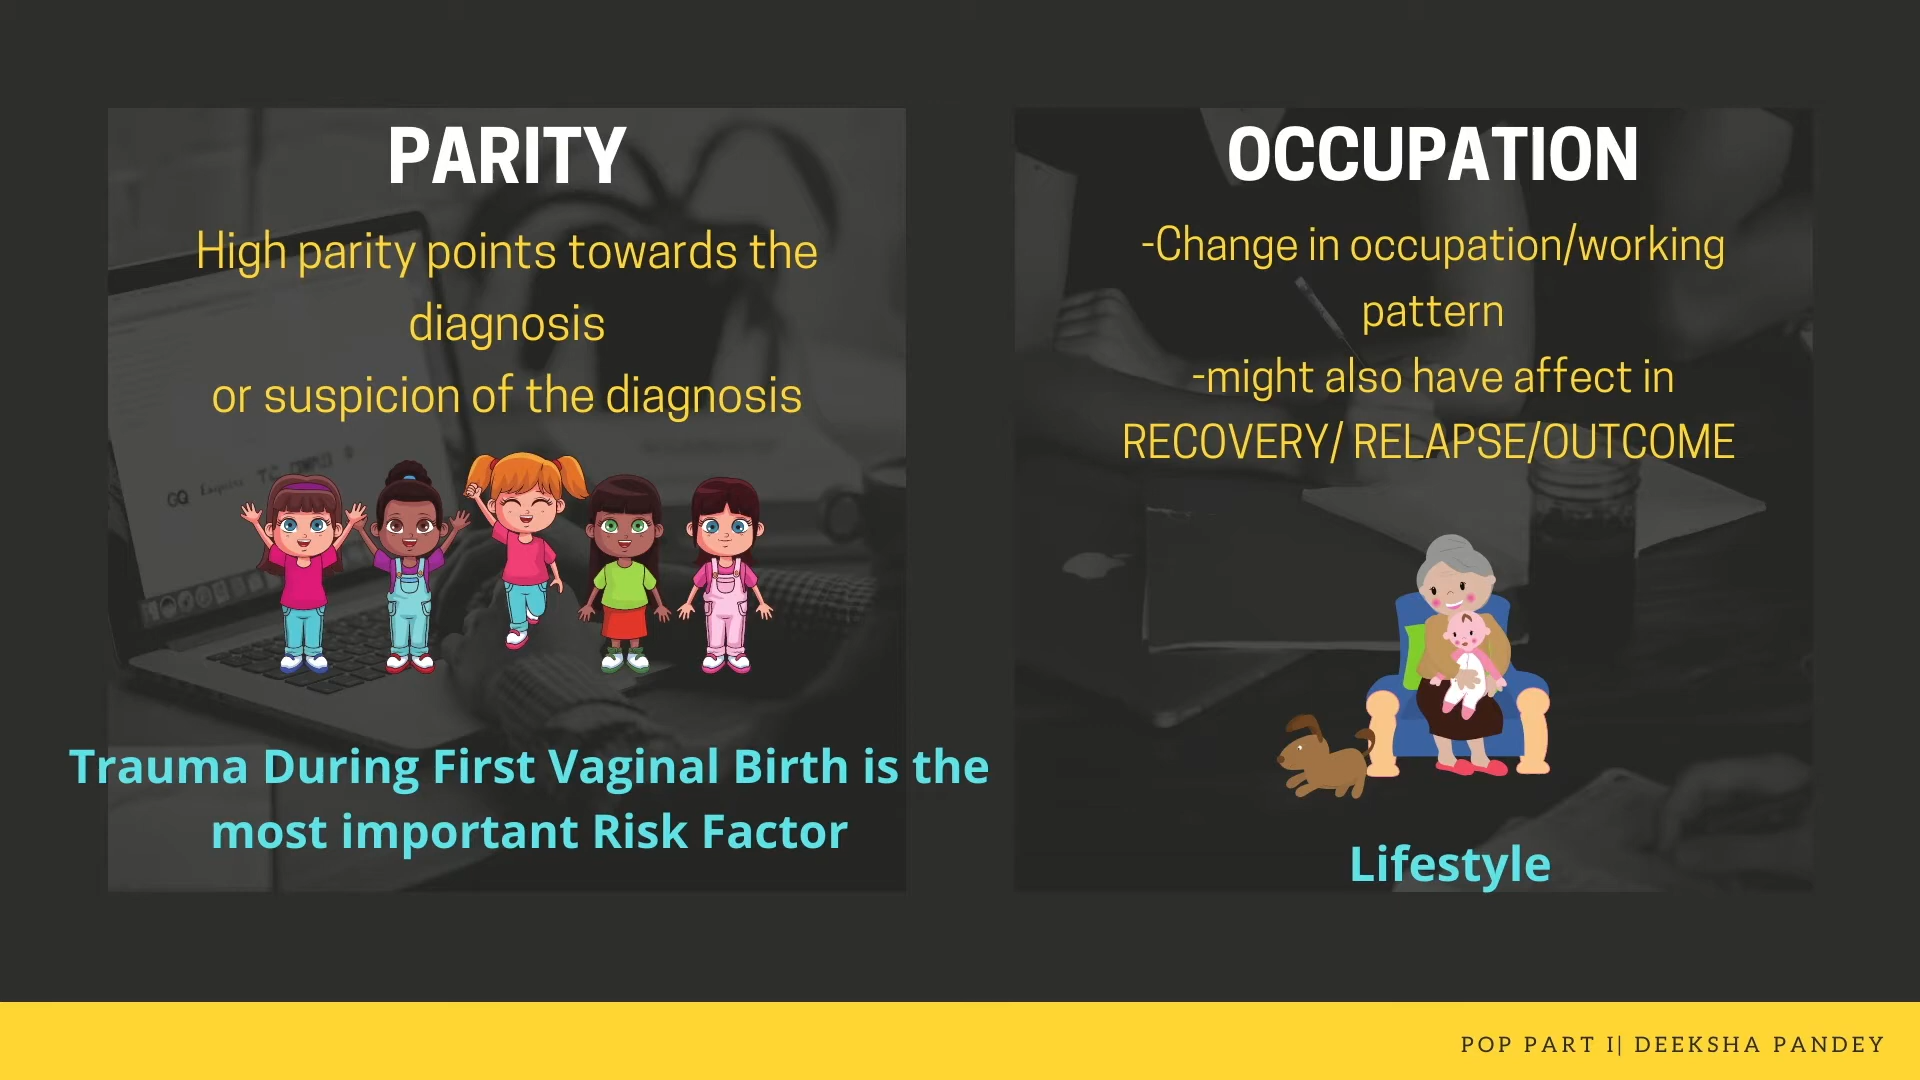 PARITY
High parity points towards the
diagnosis
or suspicion of the diagnosis
GQ Esquire
Trauma During First Vaginal Birth is the
most important Risk Factor
OCCUPATION
-Change in occupation/working
pattern
-might also have affect in
RECOVERY/ RELAPSE/OUTCOME
Lifestyle
POP PART I| DEEKSHA PANDEY